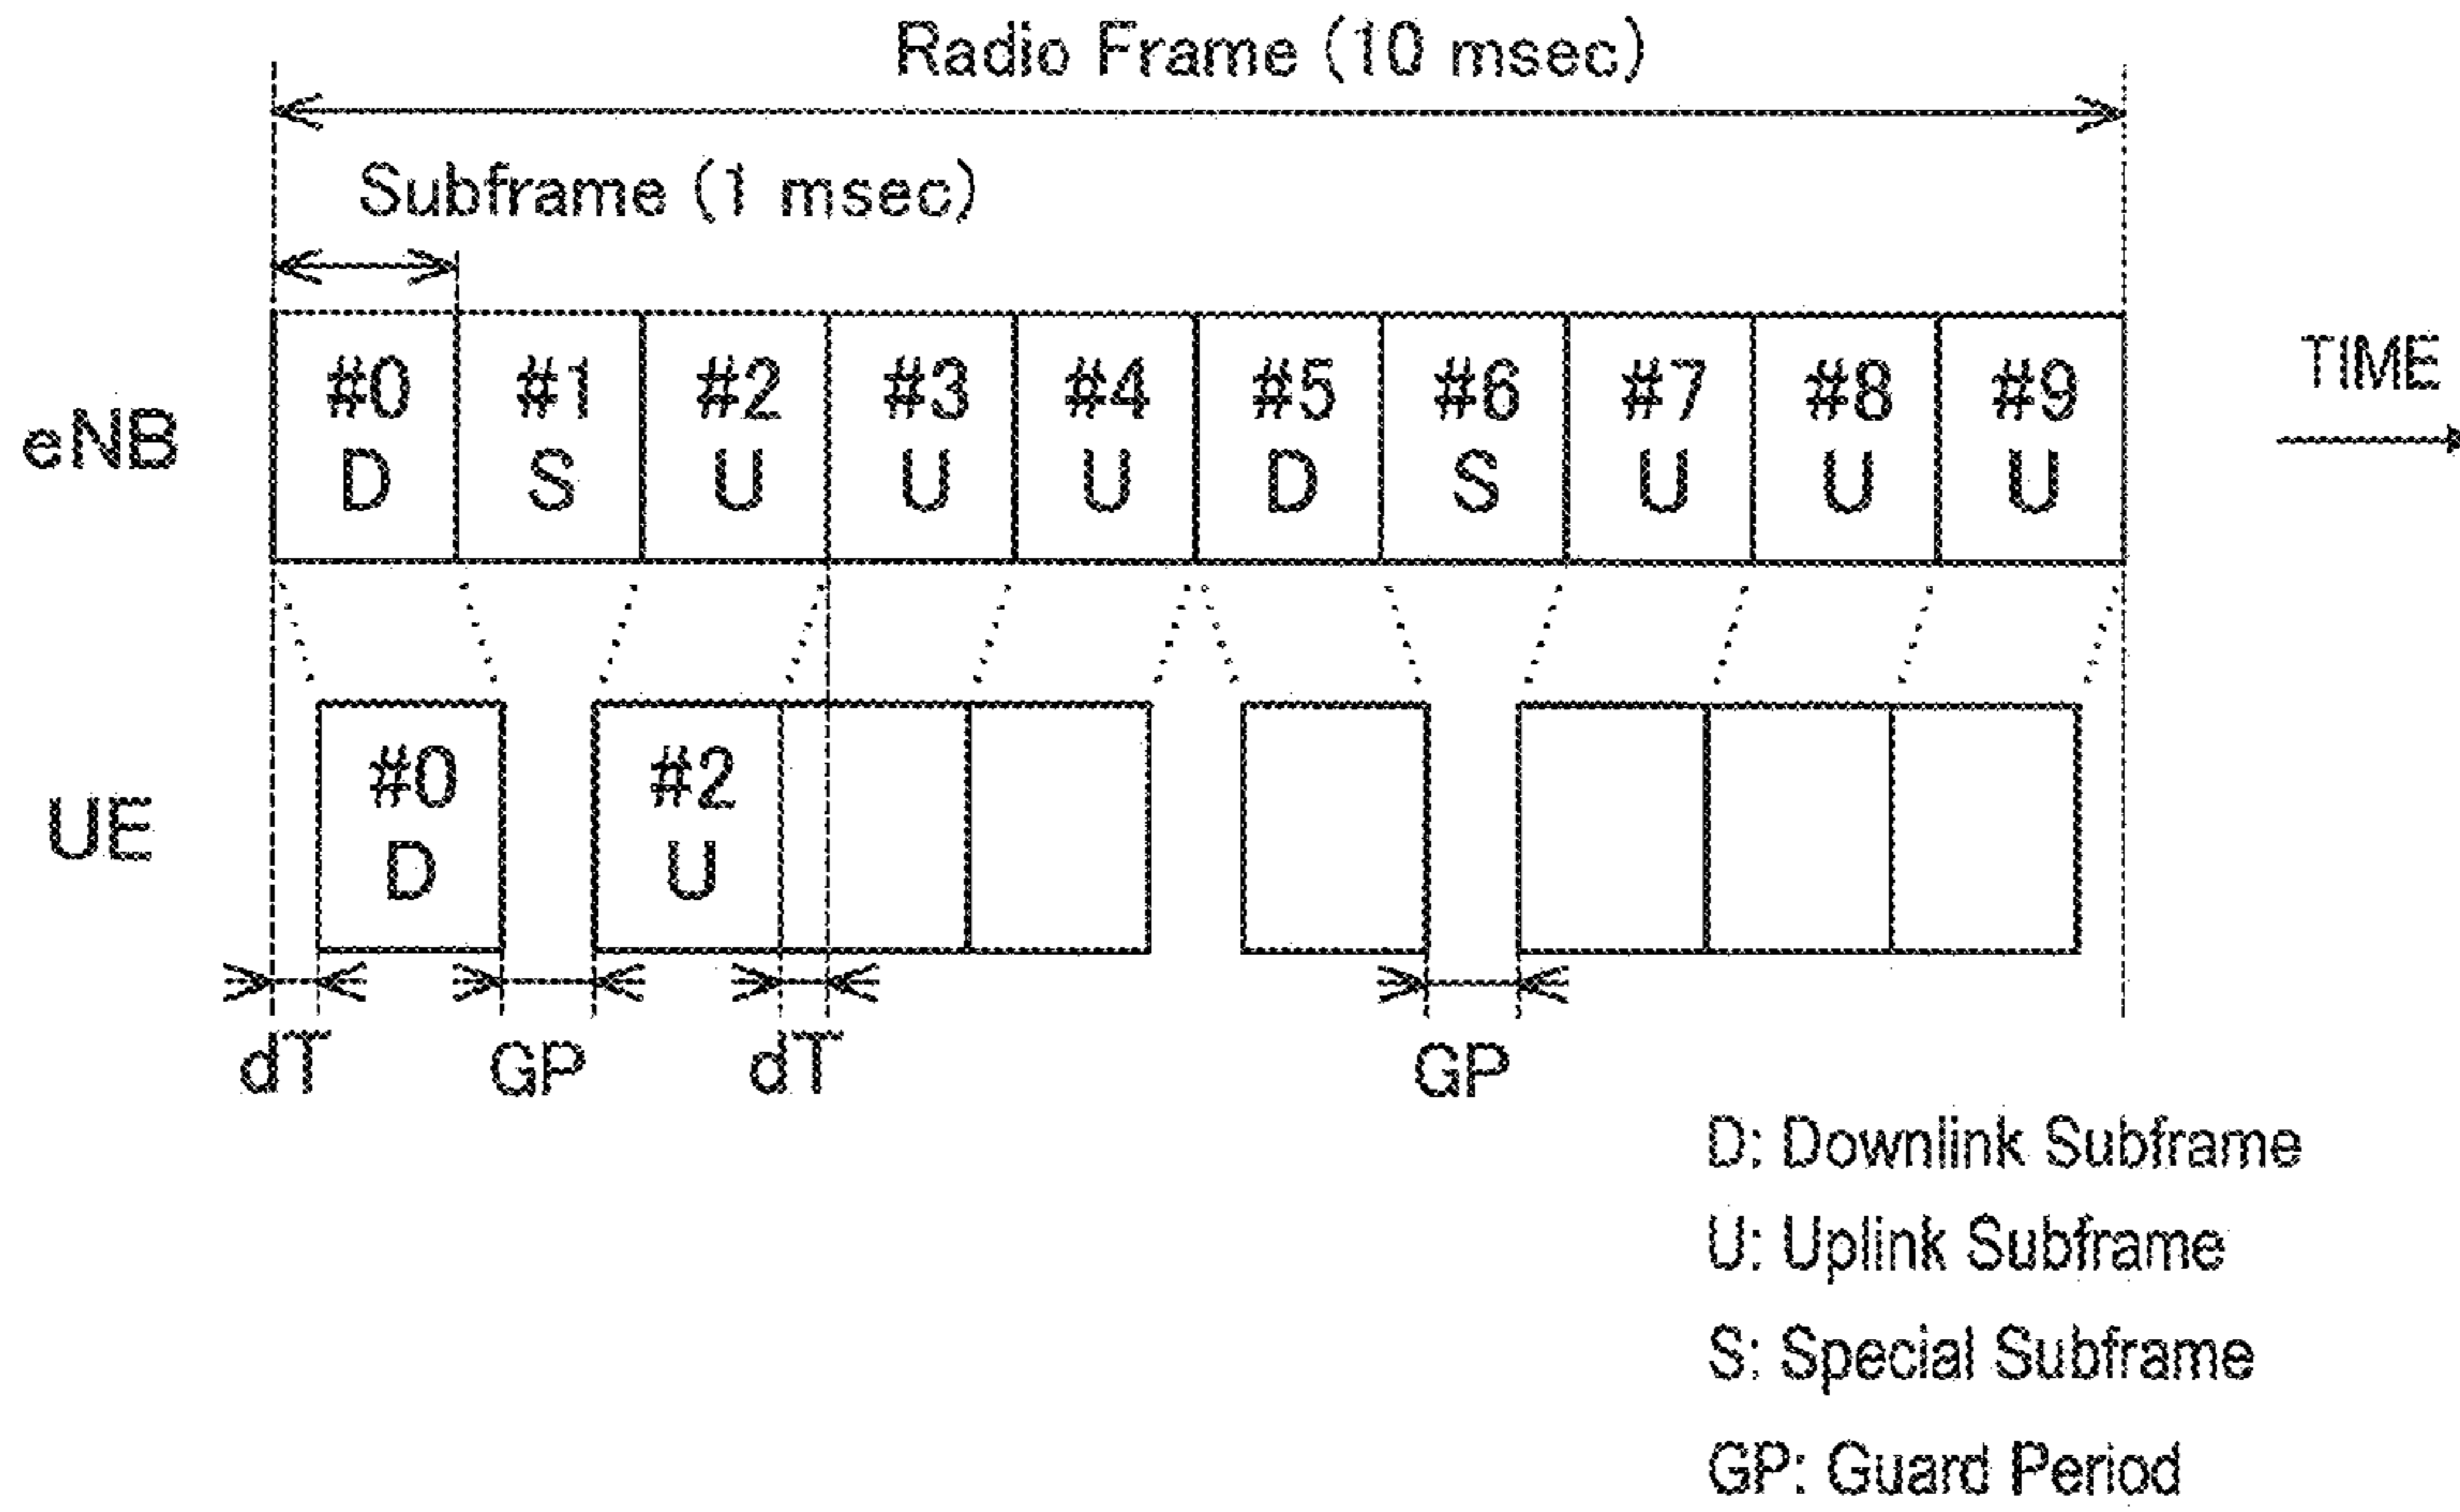 Radio Frame (10 msec)
Subframe (1 msec)
eNB
#0 #1 #2 #3 #4 #5 #6 #7 #8 #9
D S U U U D S U U U
TIME
UE
#0 #2
D U
dT GP dT GP
D: Downlink Subframe
U: Uplink Subframe
S: Special Subframe
GP: Guard Period